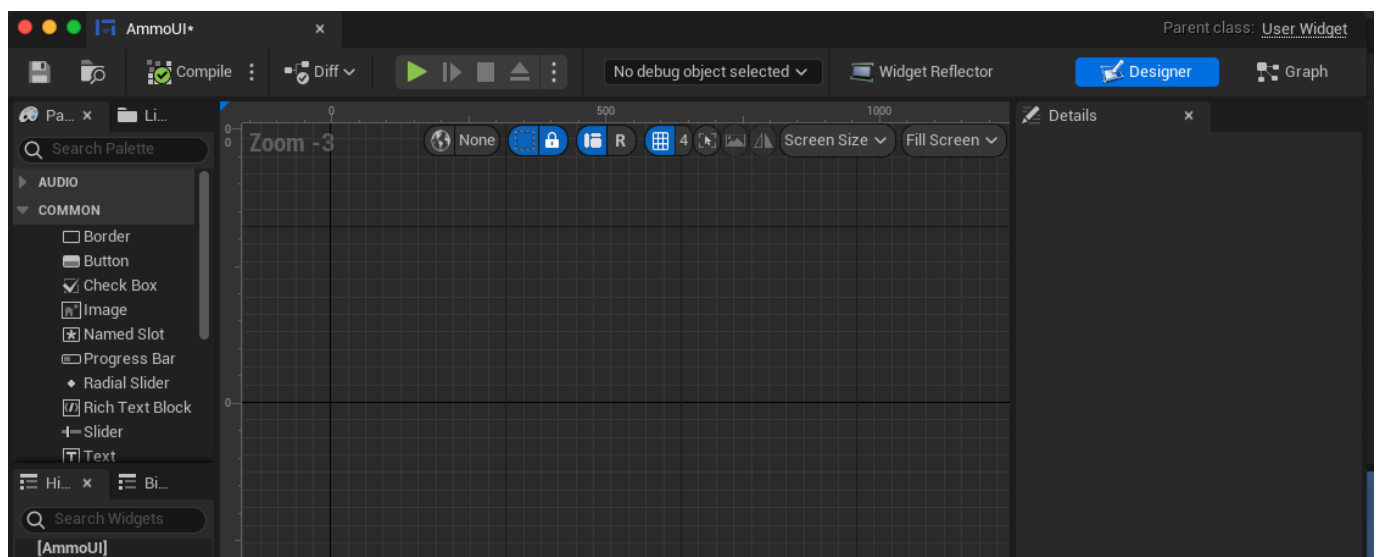 AmmoUI*
Parent class: User Widget
Compile
Diff
No debug object selected
Widget Reflector
Designer
Graph
Pa...
Li...
Search Palette
AUDIO
COMMON
Border
Button
Check Box
Image
Named Slot
Progress Bar
Radial Slider
Rich Text Block
Slider
Text
Hi...
Bi...
Search Widgets
[AmmoUI]
0 500 1000
0
0
Zoom -3
None
R
4
Screen Size
Fill Screen
0
Details